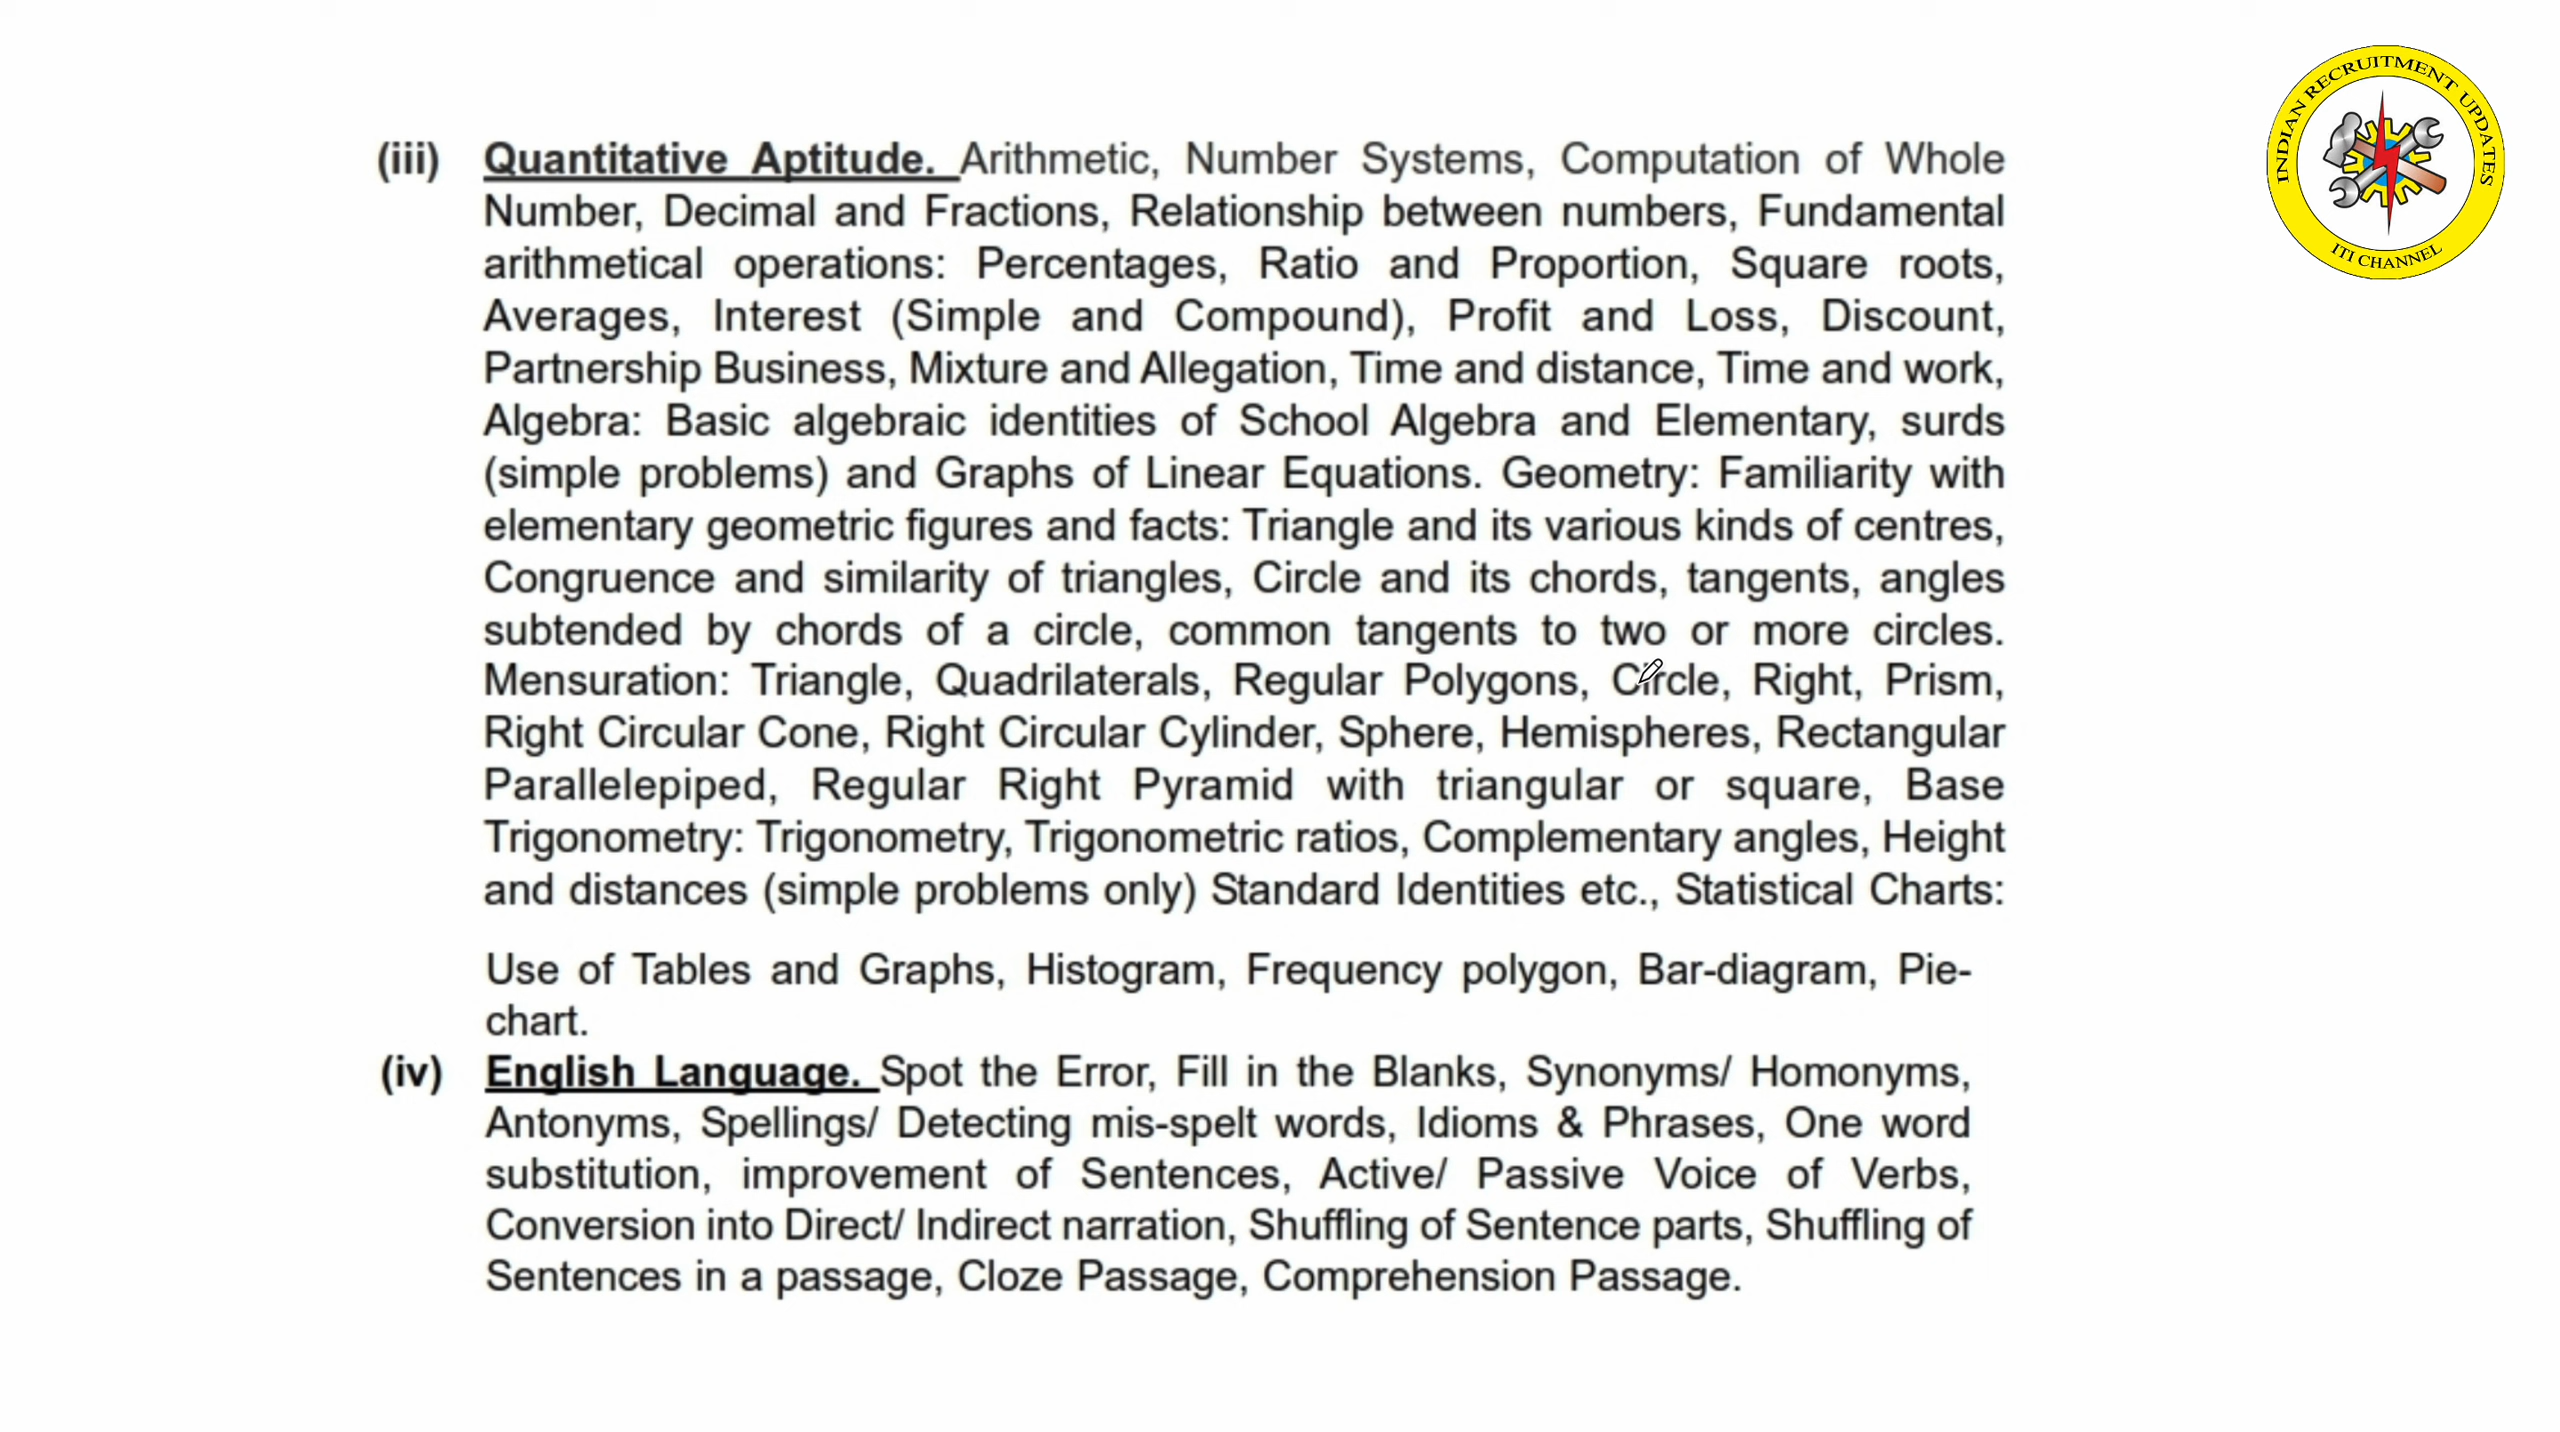 (iii) Quantitative Aptitude. Arithmetic, Number Systems, Computation of Whole
Number, Decimal and Fractions, Relationship between numbers, Fundamental
arithmetical operations: Percentages, Ratio and Proportion, Square roots,
Averages, Interest (Simple and Compound), Profit and Loss, Discount,
Partnership Business, Mixture and Allegation, Time and distance, Time and work,
Algebra: Basic algebraic identities of School Algebra and Elementary, surds
(simple problems) and Graphs of Linear Equations. Geometry: Familiarity with
elementary geometric figures and facts: Triangle and its various kinds of centres,
Congruence and similarity of triangles, Circle and its chords, tangents, angles
subtended by chords of a circle, common tangents to two or more circles.
Mensuration: Triangle, Quadrilaterals, Regular Polygons, Circle, Right, Prism,
Right Circular Cone, Right Circular Cylinder, Sphere, Hemispheres, Rectangular
Parallelepiped, Regular Right Pyramid with triangular or square, Base
Trigonometry: Trigonometry, Trigonometric ratios, Complementary angles, Height
and distances (simple problems only) Standard Identities etc., Statistical Charts:
Use of Tables and Graphs, Histogram, Frequency polygon, Bar-diagram, Pie-
chart.
(iv) English Language. Spot the Error, Fill in the Blanks, Synonyms/ Homonyms,
Antonyms, Spellings/ Detecting mis-spelt words, Idioms & Phrases, One word
substitution, improvement of Sentences, Active/ Passive Voice of Verbs,
Conversion into Direct/ Indirect narration, Shuffling of Sentence parts, Shuffling of
Sentences in a passage, Cloze Passage, Comprehension Passage.
INDIAN RECRUITMENT UPDATES
ITI CHANNEL